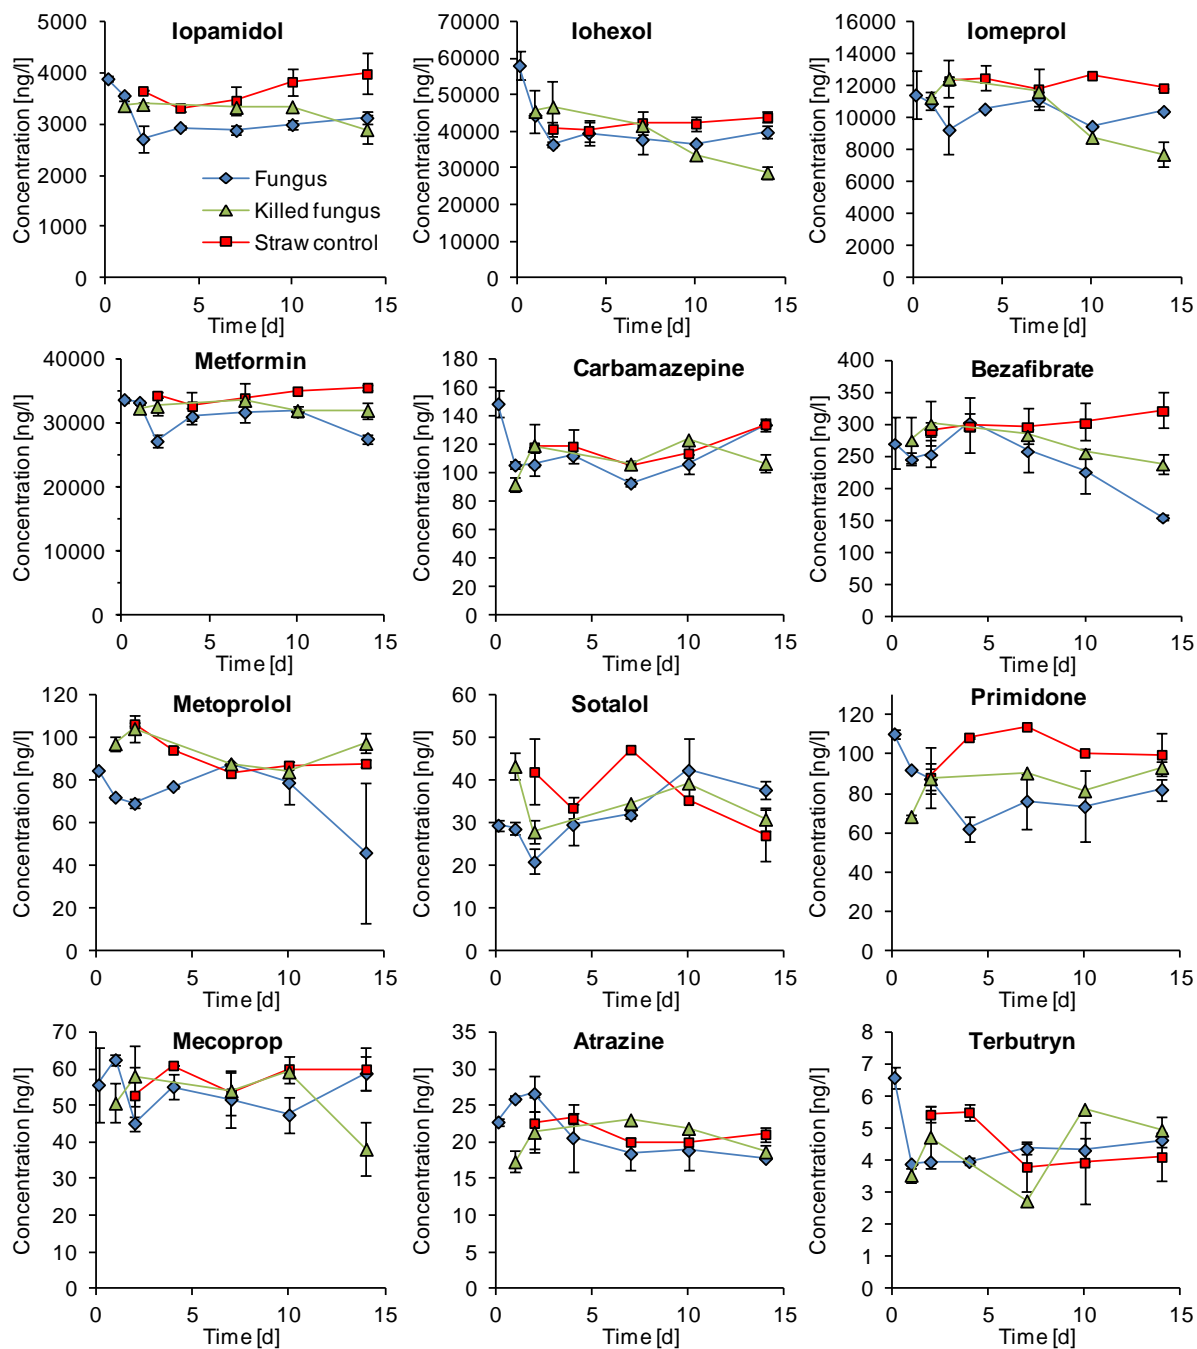 Iopamidol
Concentration [ng/l]
5000
4000
3000
2000
1000
0
Fungus
Killed fungus
Straw control
0 5 10 15
Time [d]
Iohexol
Concentration [ng/l]
70000
60000
50000
40000
30000
20000
10000
0
0 5 10 15
Time [d]
Iomeprol
Concentration [ng/l]
16000
14000
12000
10000
8000
6000
4000
2000
0
0 5 10 15
Time [d]
Metformin
Concentration [ng/l]
40000
30000
20000
10000
0
0 5 10 15
Time [d]
Carbamazepine
Concentration [ng/l]
180
160
140
120
100
80
60
40
20
0
0 5 10 15
Time [d]
Bezafibrate
Concentration [ng/l]
400
350
300
250
200
150
100
50
0
0 5 10 15
Time [d]
Metoprolol
Concentration [ng/l]
120
100
80
60
40
20
0
0 5 10 15
Time [d]
Sotalol
Concentration [ng/l]
60
50
40
30
20
10
0
0 5 10 15
Time [d]
Primidone
Concentration [ng/l]
120
100
80
60
40
20
0
0 5 10 15
Time [d]
Mecoprop
Concentration [ng/l]
70
60
50
40
30
20
10
0
0 5 10 15
Time [d]
Atrazine
Concentration [ng/l]
35
30
25
20
15
10
5
0
0 5 10 15
Time [d]
Terbutryn
Concentration [ng/l]
8
7
6
5
4
3
2
1
0
0 5 10 15
Time [d]